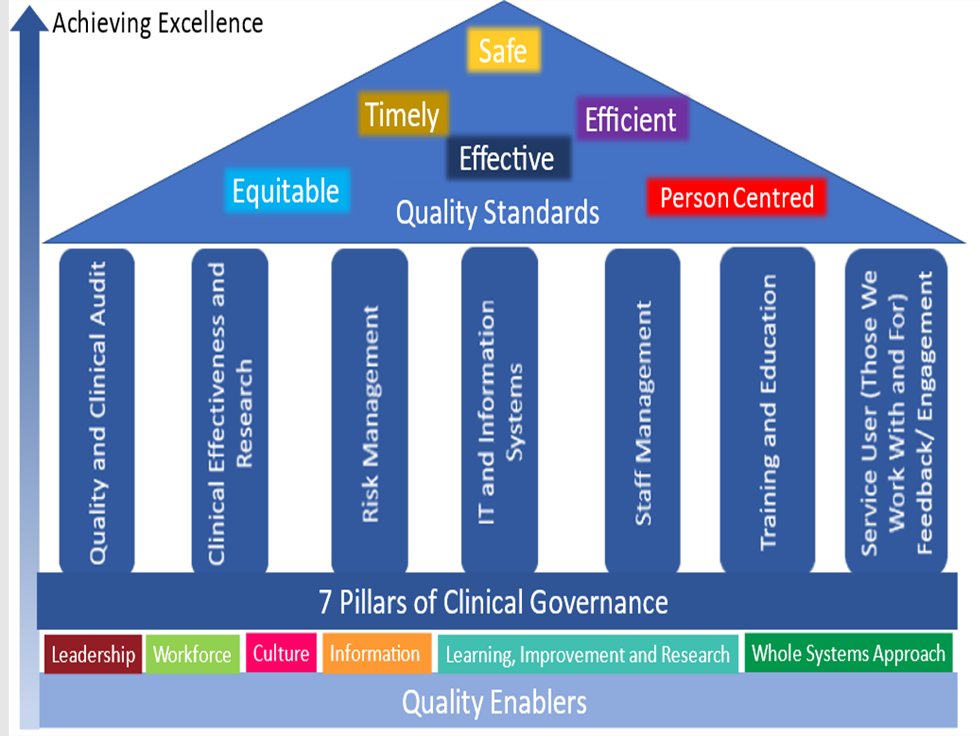 Achieving Excellence
Safe
Timely
Efficient
Effective
Equitable
Person Centred
Quality Standards
Quality and Clinical Audit
Clinical Effectiveness and
Research
Risk Management
IT and Information
Systems
Staff Management
Training and Education
Service User (Those We
Work With and For)
Feedback/ Engagement
7 Pillars of Clinical Governance
Leadership
Workforce
Culture
Information
Learning, Improvement and Research
Whole Systems Approach
Quality Enablers